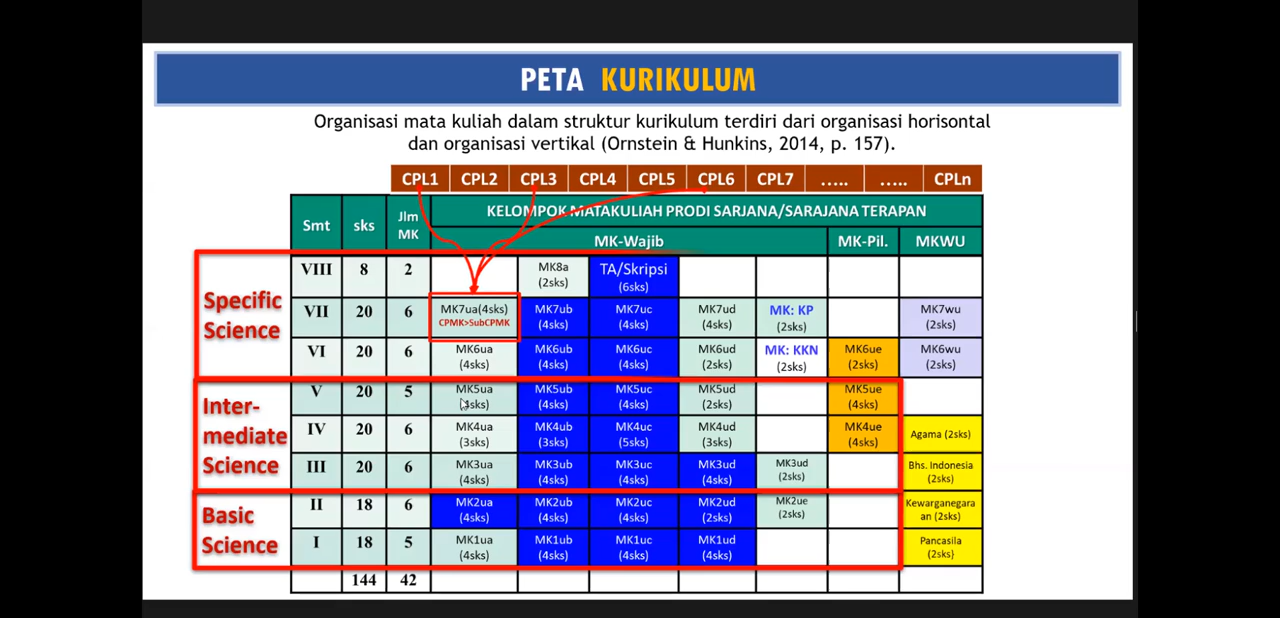 PETA KURIKULUM
Organisasi mata kuliah dalam struktur kurikulum terdiri dari organisasi horisontal
dan organisasi vertikal (Ornstein & Hunkins, 2014, p. 157).
CPL1 CPL2 CPL3 CPL4 CPL5 CPL6 CPL7 ..... ..... CPLn
Smt sks Jlm MK KELOMPOK MATAKULIAH PRODI SARJANA/SARAJANA TERAPAN
MK-Wajib MK-Pil. MKWU
Specific
Science
VIII 8 2 MK8a TA/Skripsi
(2sks) (6sks)
VII 20 6 MK7ua(4sks) MK7ub MK7uc MK7ud MK: KP MK7wu
CPMK>SubCPMK (4sks) (4sks) (4sks) (2sks) (2sks)
VI 20 6 MK6ua MK6ub MK6uc MK6ud MK: KKN MK6ue MK6wu
(4sks) (4sks) (4sks) (2sks) (2sks) (2sks) (2sks)
Inter-
mediate
Science
V 20 5 MK5ua MK5ub MK5uc MK5ud MK5ue
(4sks) (4sks) (2sks) (4sks)
IV 20 6 MK4ua MK4ub MK4uc MK4ud MK4ue Agama (2sks)
(3sks) (3sks) (5sks) (3sks) (4sks)
III 20 6 MK3ua MK3ub MK3uc MK3ud MK3ud Bhs. Indonesia
(4sks) (4sks) (4sks) (4sks) (2sks) (2sks)
Basic
Science
II 18 6 MK2ua MK2ub MK2uc MK2ud MK2ue Kewarganegara
(4sks) (4sks) (4sks) (2sks) (2sks) an (2sks)
I 18 5 MK1ua MK1ub MK1uc MK1ud Pancasila
(4sks) (4sks) (4sks) (4sks) (2sks}
144 42